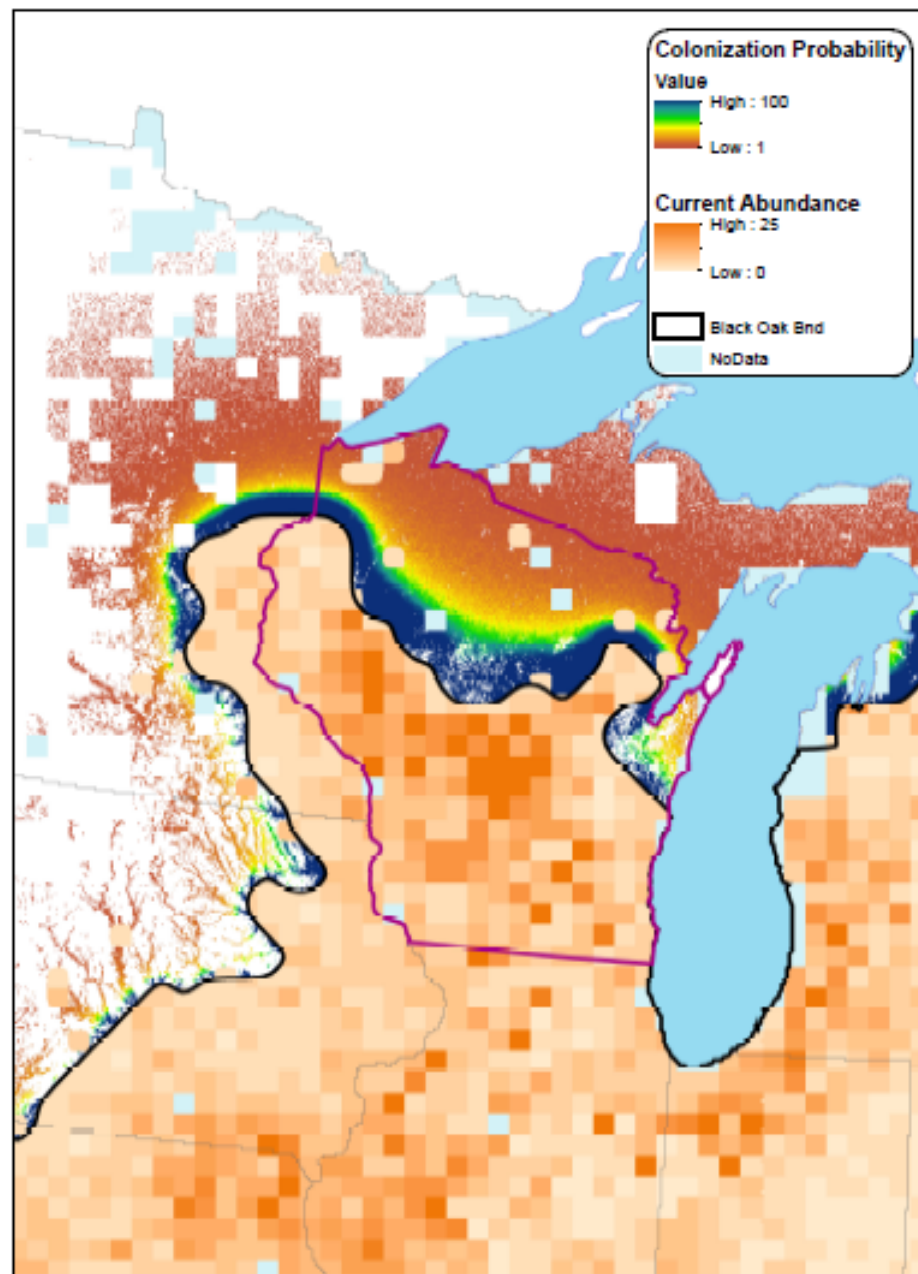 Colonization Probability
Value
High : 100
Low : 1
Current Abundance
High : 25
Low : 0
Black Oak Bnd
NoData